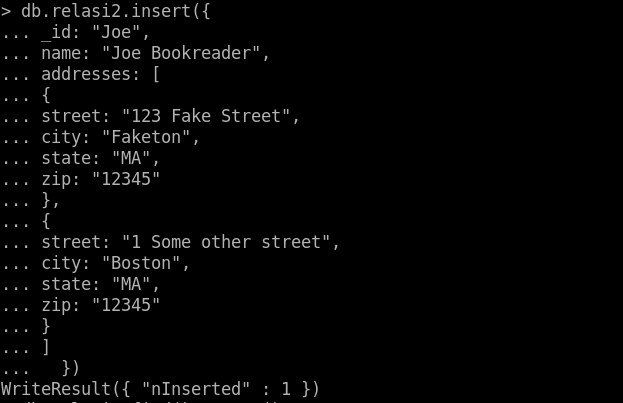 > db.relasi2.insert({
... _id: "Joe",
... name: "Joe Bookreader",
... addresses: [
... {
... street: "123 Fake Street",
... city: "Faketon",
... state: "MA",
... zip: "12345"
... },
... {
... street: "1 Some other street",
... city: "Boston",
... state: "MA",
... zip: "12345"
... }
... ]
...   })
WriteResult({ "nInserted" : 1 })